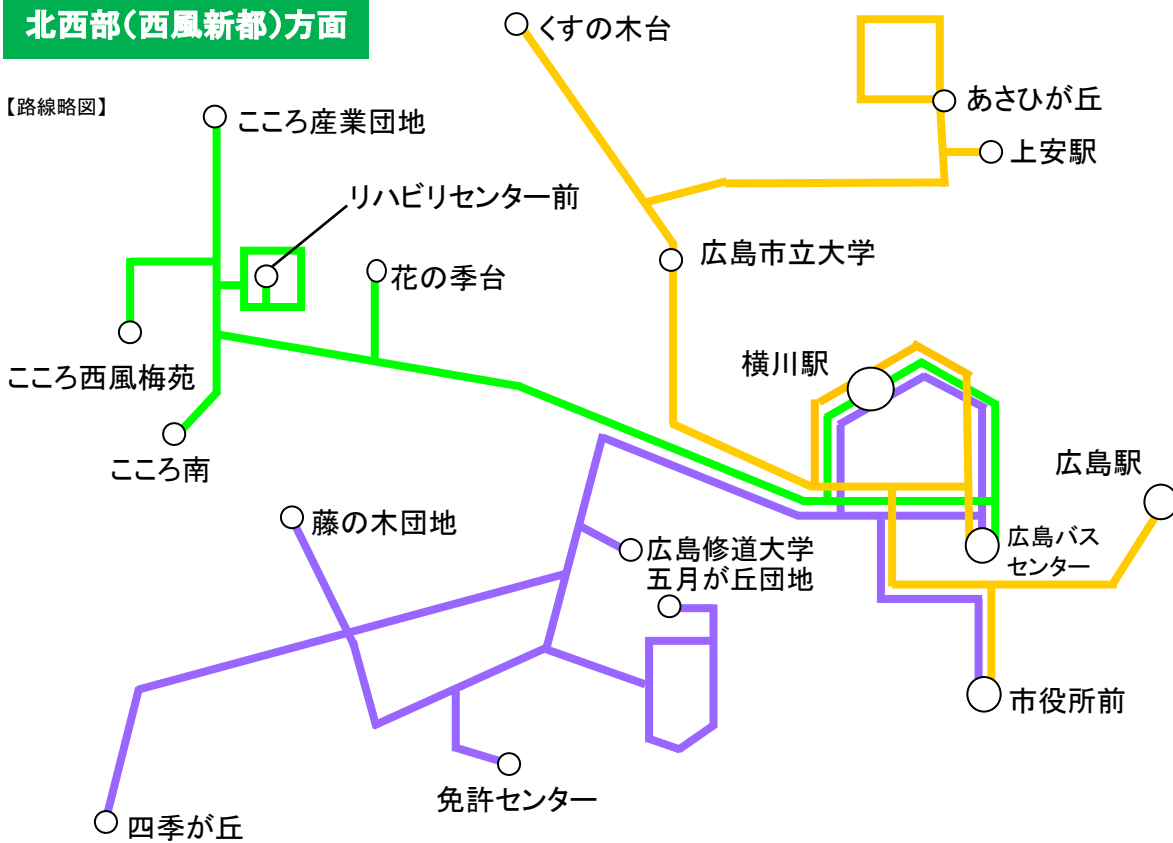 北西部(西風新都)方面
くすの木台
【路線略図】
あさひが丘
こころ産業団地
上安駅
リハビリセンター前
広島市立大学
花の季台
横川駅
こころ西風梅苑
広島駅
こころ南
藤の木団地
広島修道大学
五月が丘団地
広島バス
センター
市役所前
免許センター
四季が丘